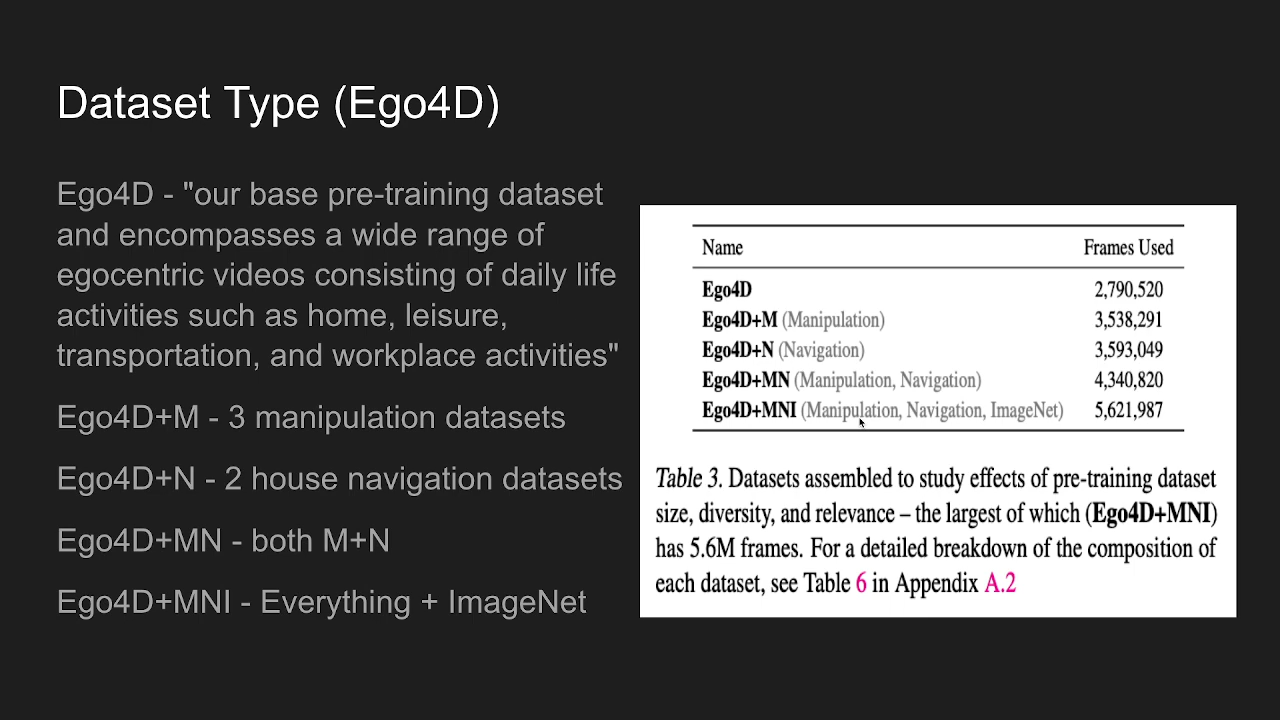 Dataset Type (Ego4D)
Ego4D - "our base pre-training dataset
and encompasses a wide range of
egocentric videos consisting of daily life
activities such as home, leisure,
transportation, and workplace activities"
Ego4D+M - 3 manipulation datasets
Ego4D+N - 2 house navigation datasets
Ego4D+MN - both M+N
Ego4D+MNI - Everything + ImageNet
Name Frames Used
Ego4D 2,790,520
Ego4D+M (Manipulation) 3,538,291
Ego4D+N (Navigation) 3,593,049
Ego4D+MN (Manipulation, Navigation) 4,340,820
Ego4D+MNI (Manipulation, Navigation, ImageNet) 5,621,987
Table 3. Datasets assembled to study effects of pre-training dataset
size, diversity, and relevance – the largest of which (Ego4D+MNI)
has 5.6M frames. For a detailed breakdown of the composition of
each dataset, see Table 6 in Appendix A.2